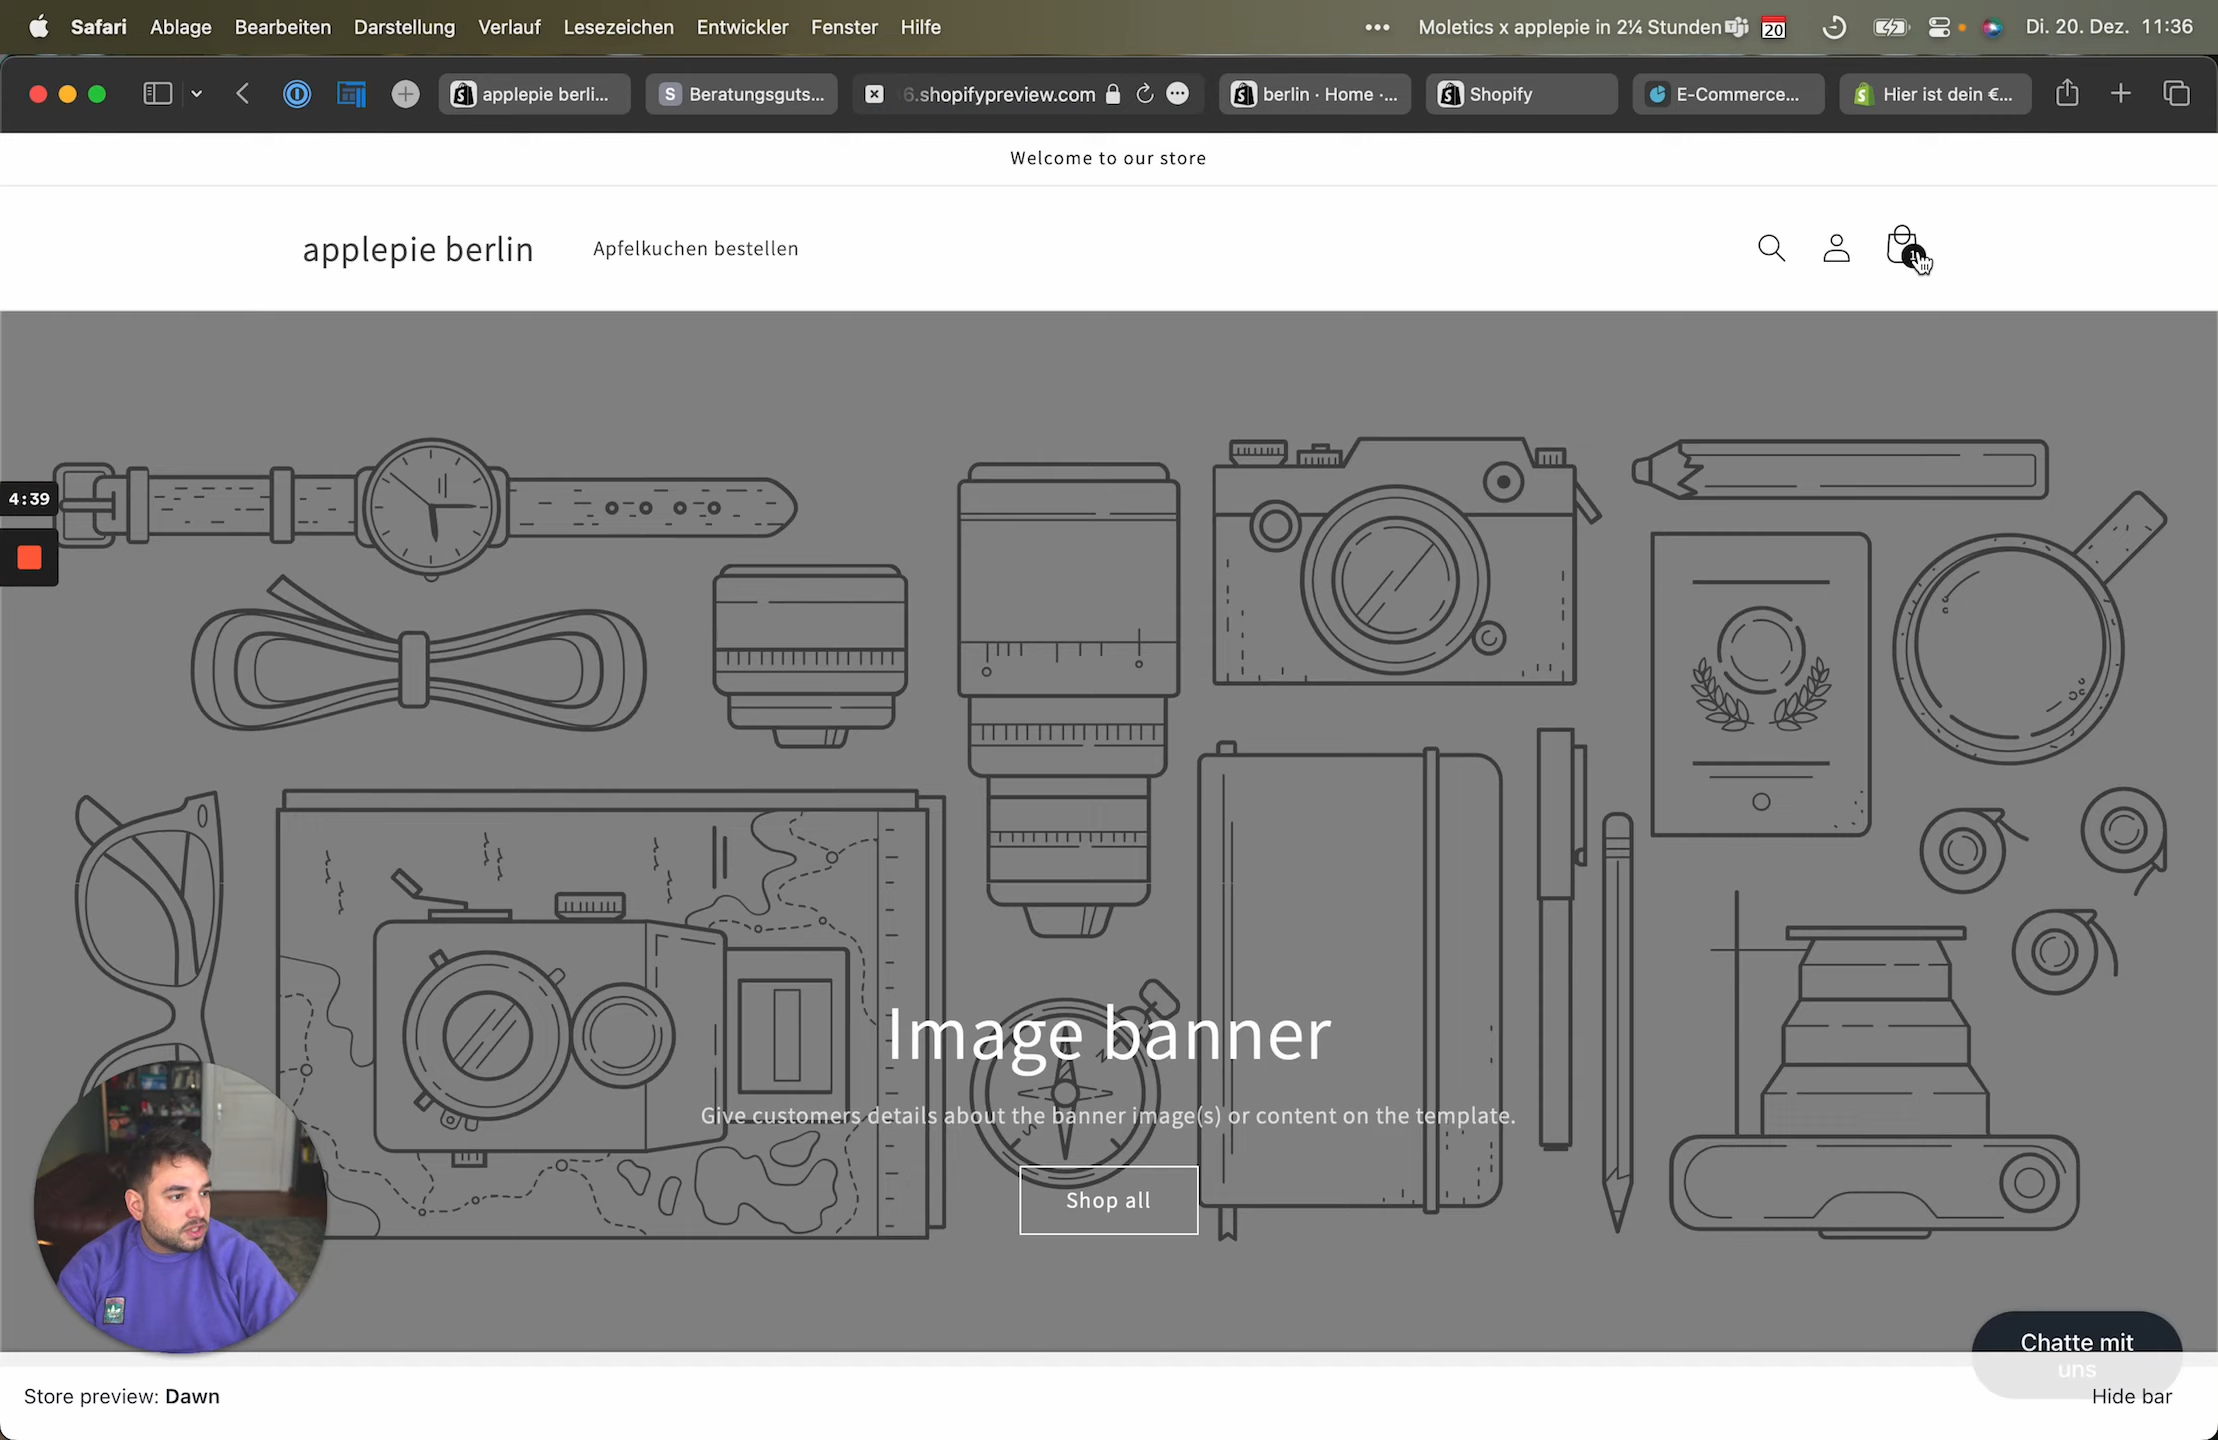 Safari Ablage Bearbeiten Darstellung Verlauf Lesezeichen Entwickler Fenster Hilfe
Moletics x applepie in 2¼ Stunden 20 Di. 20. Dez. 11:36
applepie berli... S Beratungsguts... 6.shopifypreview.com berlin · Home ·... Shopify E-Commerce... Hier ist dein €...
Welcome to our store
applepie berlin
Apfelkuchen bestellen
4:39
Image banner
Give customers details about the banner image(s) or content on the template.
Shop all
Chatte mit
uns
Store preview: Dawn
Hide bar